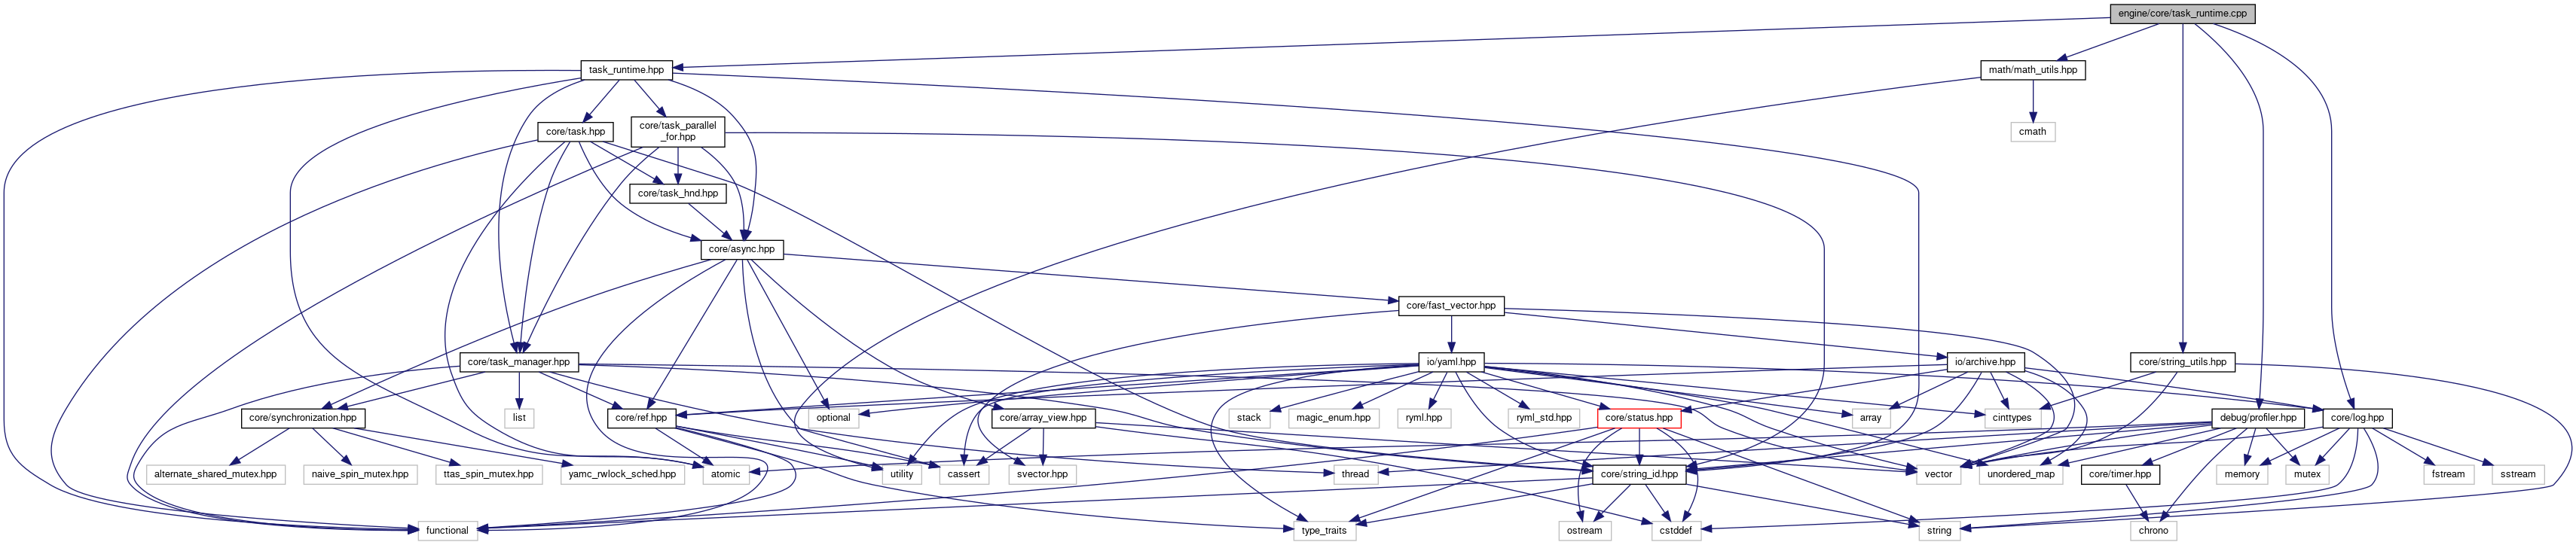 engine/core/task_runtime.cpp
task_runtime.hpp
math/math_utils.hpp
core/task.hpp
core/task_parallel
_for.hpp
cmath
core/task_hnd.hpp
core/async.hpp
core/fast_vector.hpp
core/task_manager.hpp
io/yaml.hpp
io/archive.hpp
core/string_utils.hpp
core/synchronization.hpp
list
core/ref.hpp
optional
core/array_view.hpp
stack
magic_enum.hpp
ryml.hpp
ryml_std.hpp
core/status.hpp
array
cinttypes
debug/profiler.hpp
core/log.hpp
alternate_shared_mutex.hpp
naive_spin_mutex.hpp
ttas_spin_mutex.hpp
yamc_rwlock_sched.hpp
atomic
utility
cassert
svector.hpp
thread
core/string_id.hpp
vector
unordered_map
core/timer.hpp
memory
mutex
fstream
sstream
functional
type_traits
ostream
cstddef
string
chrono